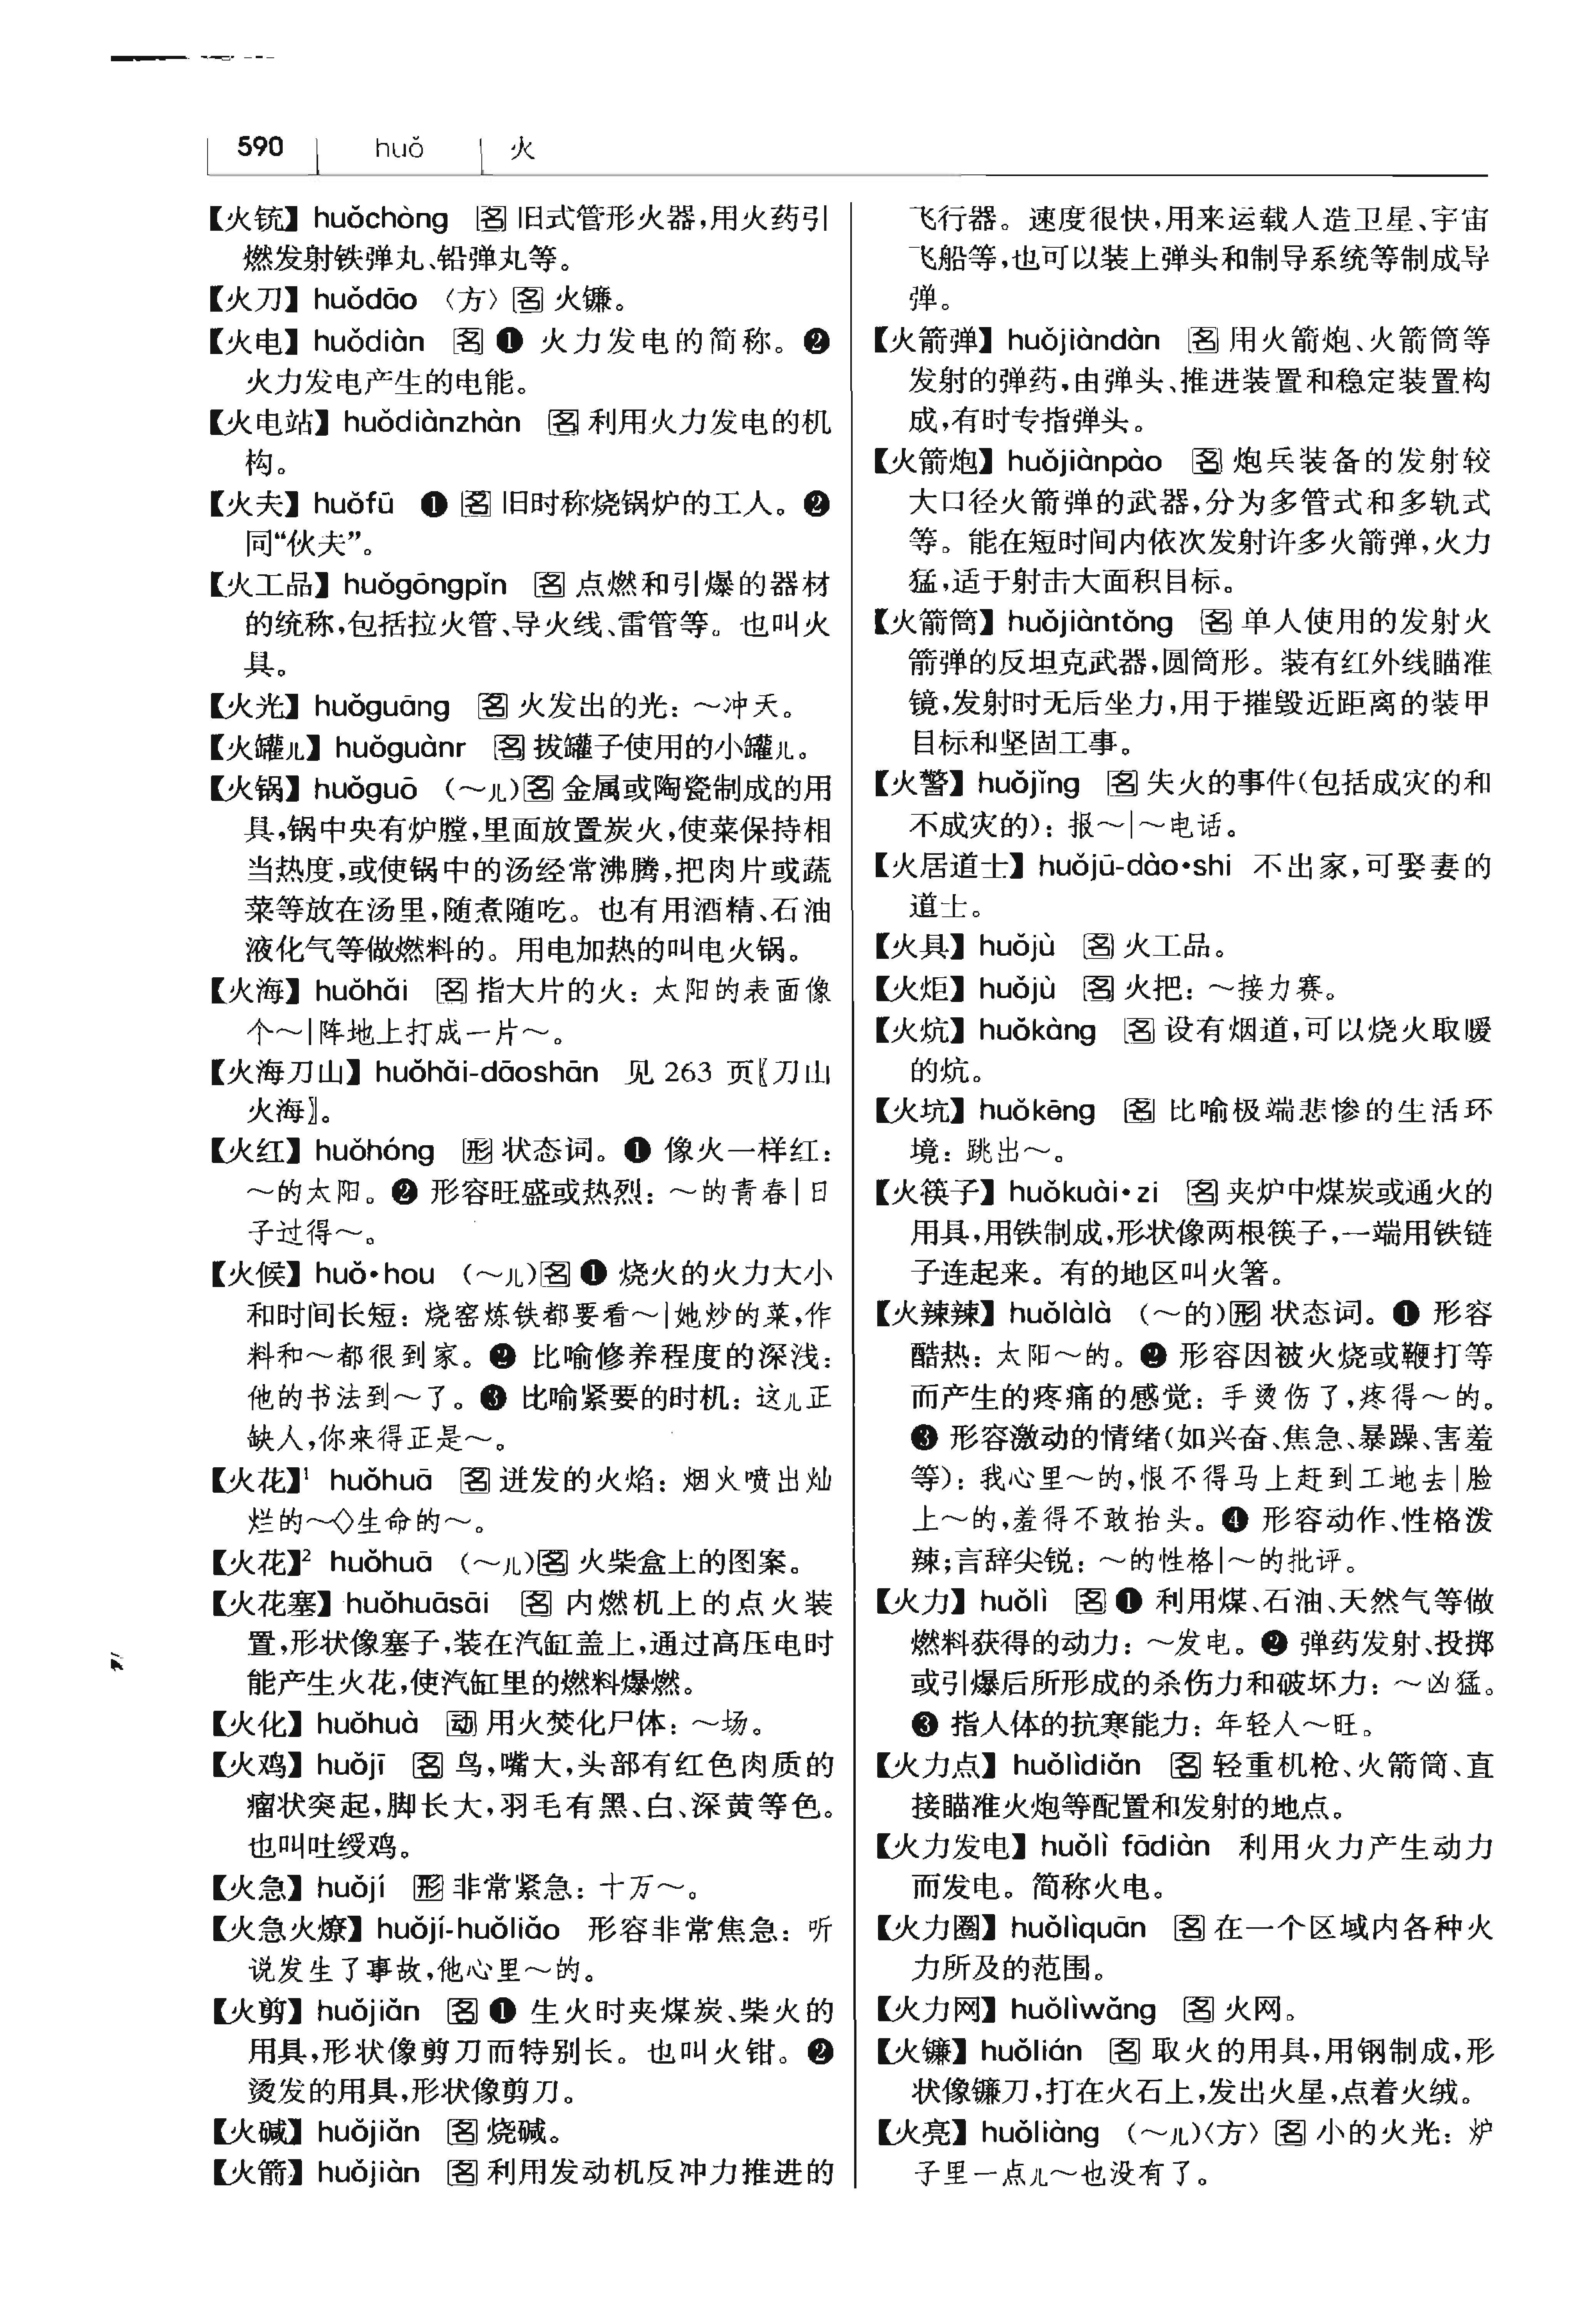 590 huǒ 火
【火铳】 huǒchòng 名 旧式管形火器,用火药引
燃发射铁弹丸、铅弹丸等。
【火刀】 huǒdāo 〈方〉 名 火镰。
【火电】 huǒdiàn 名 ❶ 火力发电的简称。❷
火力发电产生的电能。
【火电站】 huǒdiànzhàn 名 利用火力发电的机
构。
【火夫】 huǒfū ❶ 名 旧时称烧锅炉的工人。❷
同“伙夫”。
【火工品】 huǒgōngpǐn 名 点燃和引爆的器材
的统称,包括拉火管、导火线、雷管等。也叫火
具。
【火光】 huǒguāng 名 火发出的光: ～冲天。
【火罐儿】 huǒguànr 名 拔罐子使用的小罐儿。
【火锅】 huǒguō (～儿)名 金属或陶瓷制成的用
具,锅中央有炉膛,里面放置炭火,使菜保持相
当热度,或使锅中的汤经常沸腾,把肉片或蔬
菜等放在汤里,随煮随吃。也有用酒精、石油
液化气等做燃料的。用电加热的叫电火锅。
【火海】 huǒhǎi 名 指大片的火: 太阳的表面像
个～|阵地上打成一片～。
【火海刀山】 huǒhǎi-dāoshān 见 263 页〖刀山
火海〗。
【火红】 huǒhóng 形 状态词。❶ 像火一样红:
～的太阳。❷ 形容旺盛或热烈: ～的青春|日
子过得～。
【火候】 huǒ·hou (～儿)名 ❶ 烧火的火力大小
和时间长短: 烧窑炼铁都要看～|她炒的菜,作
料和～都很到家。❷ 比喻修养程度的深浅:
他的书法到～了。❸ 比喻紧要的时机: 这儿正
缺人,你来得正是～。
【火花】¹ huǒhuā 名 迸发的火焰: 烟火喷出灿
烂的～◇生命的～。
【火花】² huǒhuā (～儿)名 火柴盒上的图案。
【火花塞】 huǒhuāsāi 名 内燃机上的点火装
置,形状像塞子,装在汽缸盖上,通过高压电时
能产生火花,使汽缸里的燃料爆燃。
【火化】 huǒhuà 动 用火焚化尸体: ～场。
【火鸡】 huǒjī 名 鸟,嘴大,头部有红色肉质的
瘤状突起,脚长大,羽毛有黑、白、深黄等色。
也叫吐绶鸡。
【火急】 huǒjí 形 非常紧急: 十万～。
【火急火燎】 huǒjí-huǒliǎo 形容非常焦急: 听
说发生了事故,他心里～的。
【火剪】 huǒjiǎn 名 ❶ 生火时夹煤炭、柴火的
用具,形状像剪刀而特别长。也叫火钳。❷
烫发的用具,形状像剪刀。
【火碱】 huǒjiǎn 名 烧碱。
【火箭】 huǒjiàn 名 利用发动机反冲力推进的
飞行器。速度很快,用来运载人造卫星、宇宙
飞船等,也可以装上弹头和制导系统等制成导
弹。
【火箭弹】 huǒjiàndàn 名 用火箭炮、火箭筒等
发射的弹药,由弹头、推进装置和稳定装置构
成,有时专指弹头。
【火箭炮】 huǒjiànpào 名 炮兵装备的发射较
大口径火箭弹的武器,分为多管式和多轨式
等。能在短时间内依次发射许多火箭弹,火力
猛,适于射击大面积目标。
【火箭筒】 huǒjiàntǒng 名 单人使用的发射火
箭弹的反坦克武器,圆筒形。装有红外线瞄准
镜,发射时无后坐力,用于摧毁近距离的装甲
目标和坚固工事。
【火警】 huǒjǐng 名 失火的事件(包括成灾的和
不成灾的): 报～|～电话。
【火居道士】 huǒjū-dào·shi 不出家,可娶妻的
道士。
【火具】 huǒjù 名 火工品。
【火炬】 huǒjù 名 火把: ～接力赛。
【火炕】 huǒkàng 名 设有烟道,可以烧火取暖
的炕。
【火坑】 huǒkēng 名 比喻极端悲惨的生活环
境: 跳出～。
【火筷子】 huǒkuài·zi 名 夹炉中煤炭或通火的
用具,用铁制成,形状像两根筷子,一端用铁链
子连起来。有的地区叫火箸。
【火辣辣】 huǒlàlà (～的)形 状态词。❶ 形容
酷热: 太阳～的。❷ 形容因被火烧或鞭打等
而产生的疼痛的感觉: 手烫伤了,疼得～的。
❸ 形容激动的情绪(如兴奋、焦急、暴躁、害羞
等): 我心里～的,恨不得马上赶到工地去|脸
上～的,羞得不敢抬头。❹ 形容动作、性格泼
辣;言辞尖锐: ～的性格|～的批评。
【火力】 huǒlì 名 ❶ 利用煤、石油、天然气等做
燃料获得的动力: ～发电。❷ 弹药发射、投掷
或引爆后所形成的杀伤力和破坏力: ～凶猛。
❸ 指人体的抗寒能力: 年轻人～旺。
【火力点】 huǒlìdiǎn 名 轻重机枪、火箭筒、直
接瞄准火炮等配置和发射的地点。
【火力发电】 huǒlì fādiàn 利用火力产生动力
而发电。简称火电。
【火力圈】 huǒlìquān 名 在一个区域内各种火
力所及的范围。
【火力网】 huǒlìwǎng 名 火网。
【火镰】 huǒlián 名 取火的用具,用钢制成,形
状像镰刀,打在火石上,发出火星,点着火绒。
【火亮】 huǒliàng (～儿)〈方〉 名 小的火光: 炉
子里一点儿～也没有了。